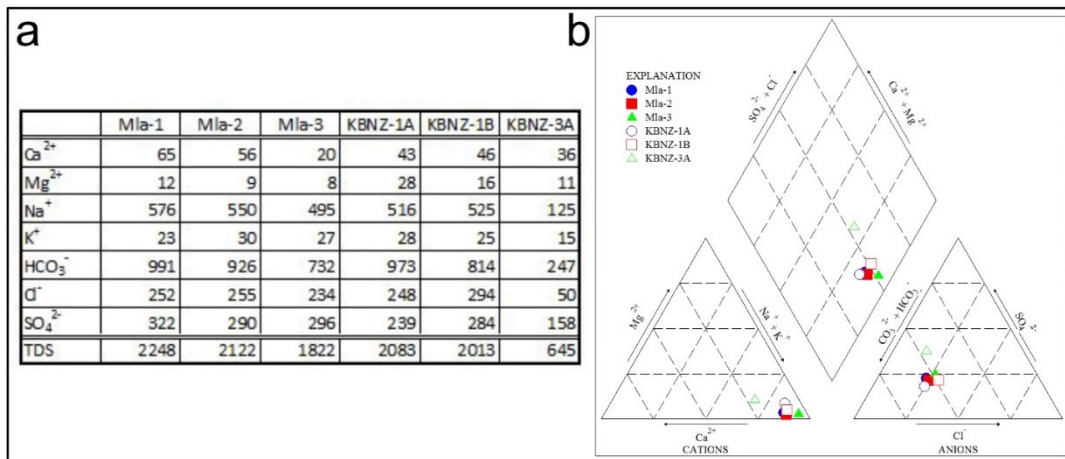 a
Mla-1 Mla-2 Mla-3 KBNZ-1A KBNZ-1B KBNZ-3A
Ca²⁺ 65 56 20 43 46 36
Mg²⁺ 12 9 8 28 16 11
Na⁺ 576 550 495 516 525 125
K⁺ 23 30 27 28 25 15
HCO₃⁻ 991 926 732 973 814 247
Cl⁻ 252 255 234 248 294 50
SO₄²⁻ 322 290 296 239 284 158
TDS 2248 2122 1822 2083 2013 645
b
EXPLANATION
Mla-1
Mla-2
Mla-3
KBNZ-1A
KBNZ-1B
KBNZ-3A
SO₄²⁻ + Cl⁻
Ca²⁺ + Mg²⁺
Mg²⁺
Na⁺ + K⁺
CO₃²⁻ + HCO₃⁻
SO₄²⁻
Ca²⁺
CATIONS
Cl⁻
ANIONS